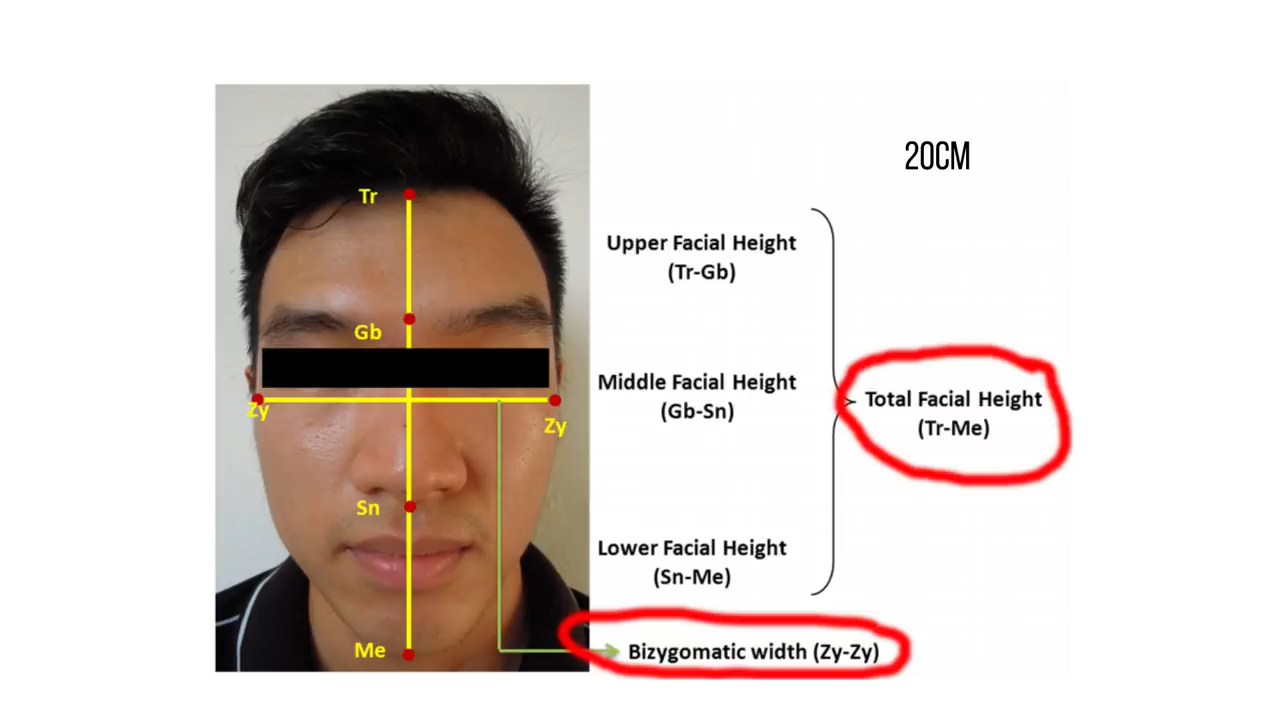 20CM
Tr
Upper Facial Height
(Tr-Gb)
Gb
Middle Facial Height
(Gb-Sn)
Total Facial Height
(Tr-Me)
Zy
Zy
Sn
Lower Facial Height
(Sn-Me)
Me
Bizygomatic width (Zy-Zy)